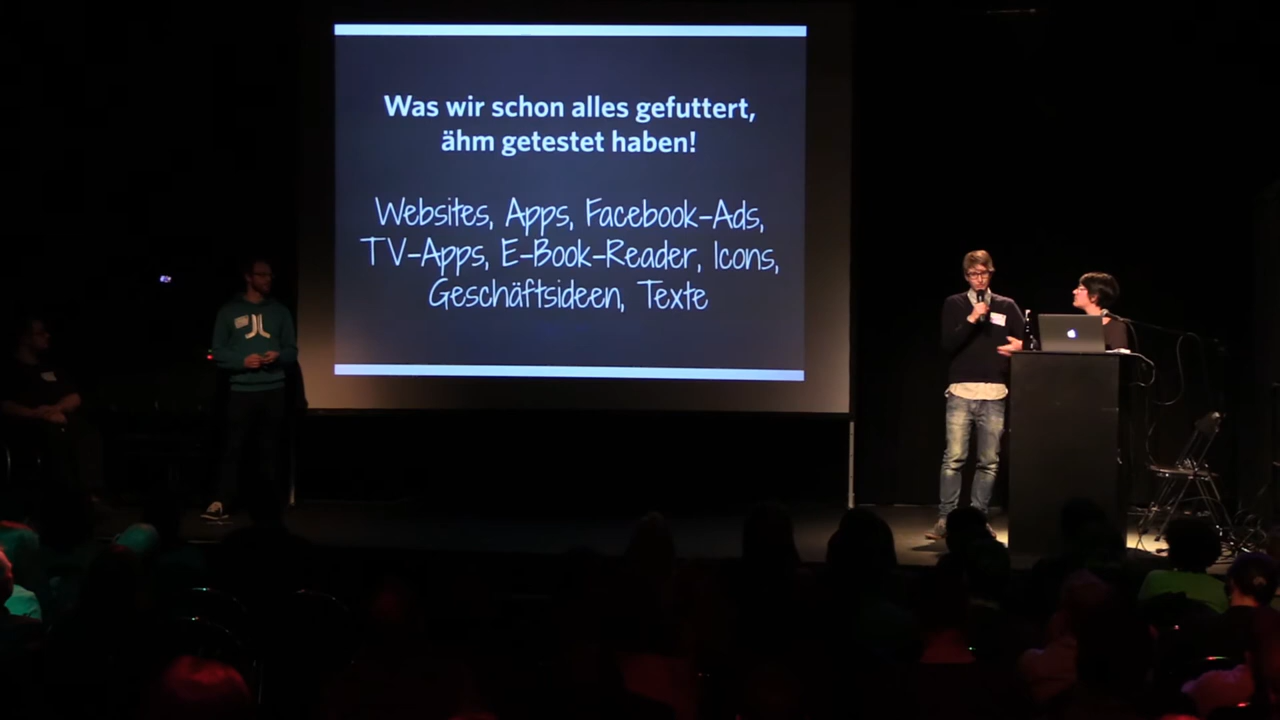 Was wir schon alles gefuttert,
ähm getestet haben!
Websites, Apps, Facebook-Ads,
TV-Apps, E-Book-Reader, Icons,
Geschäftsideen, Texte